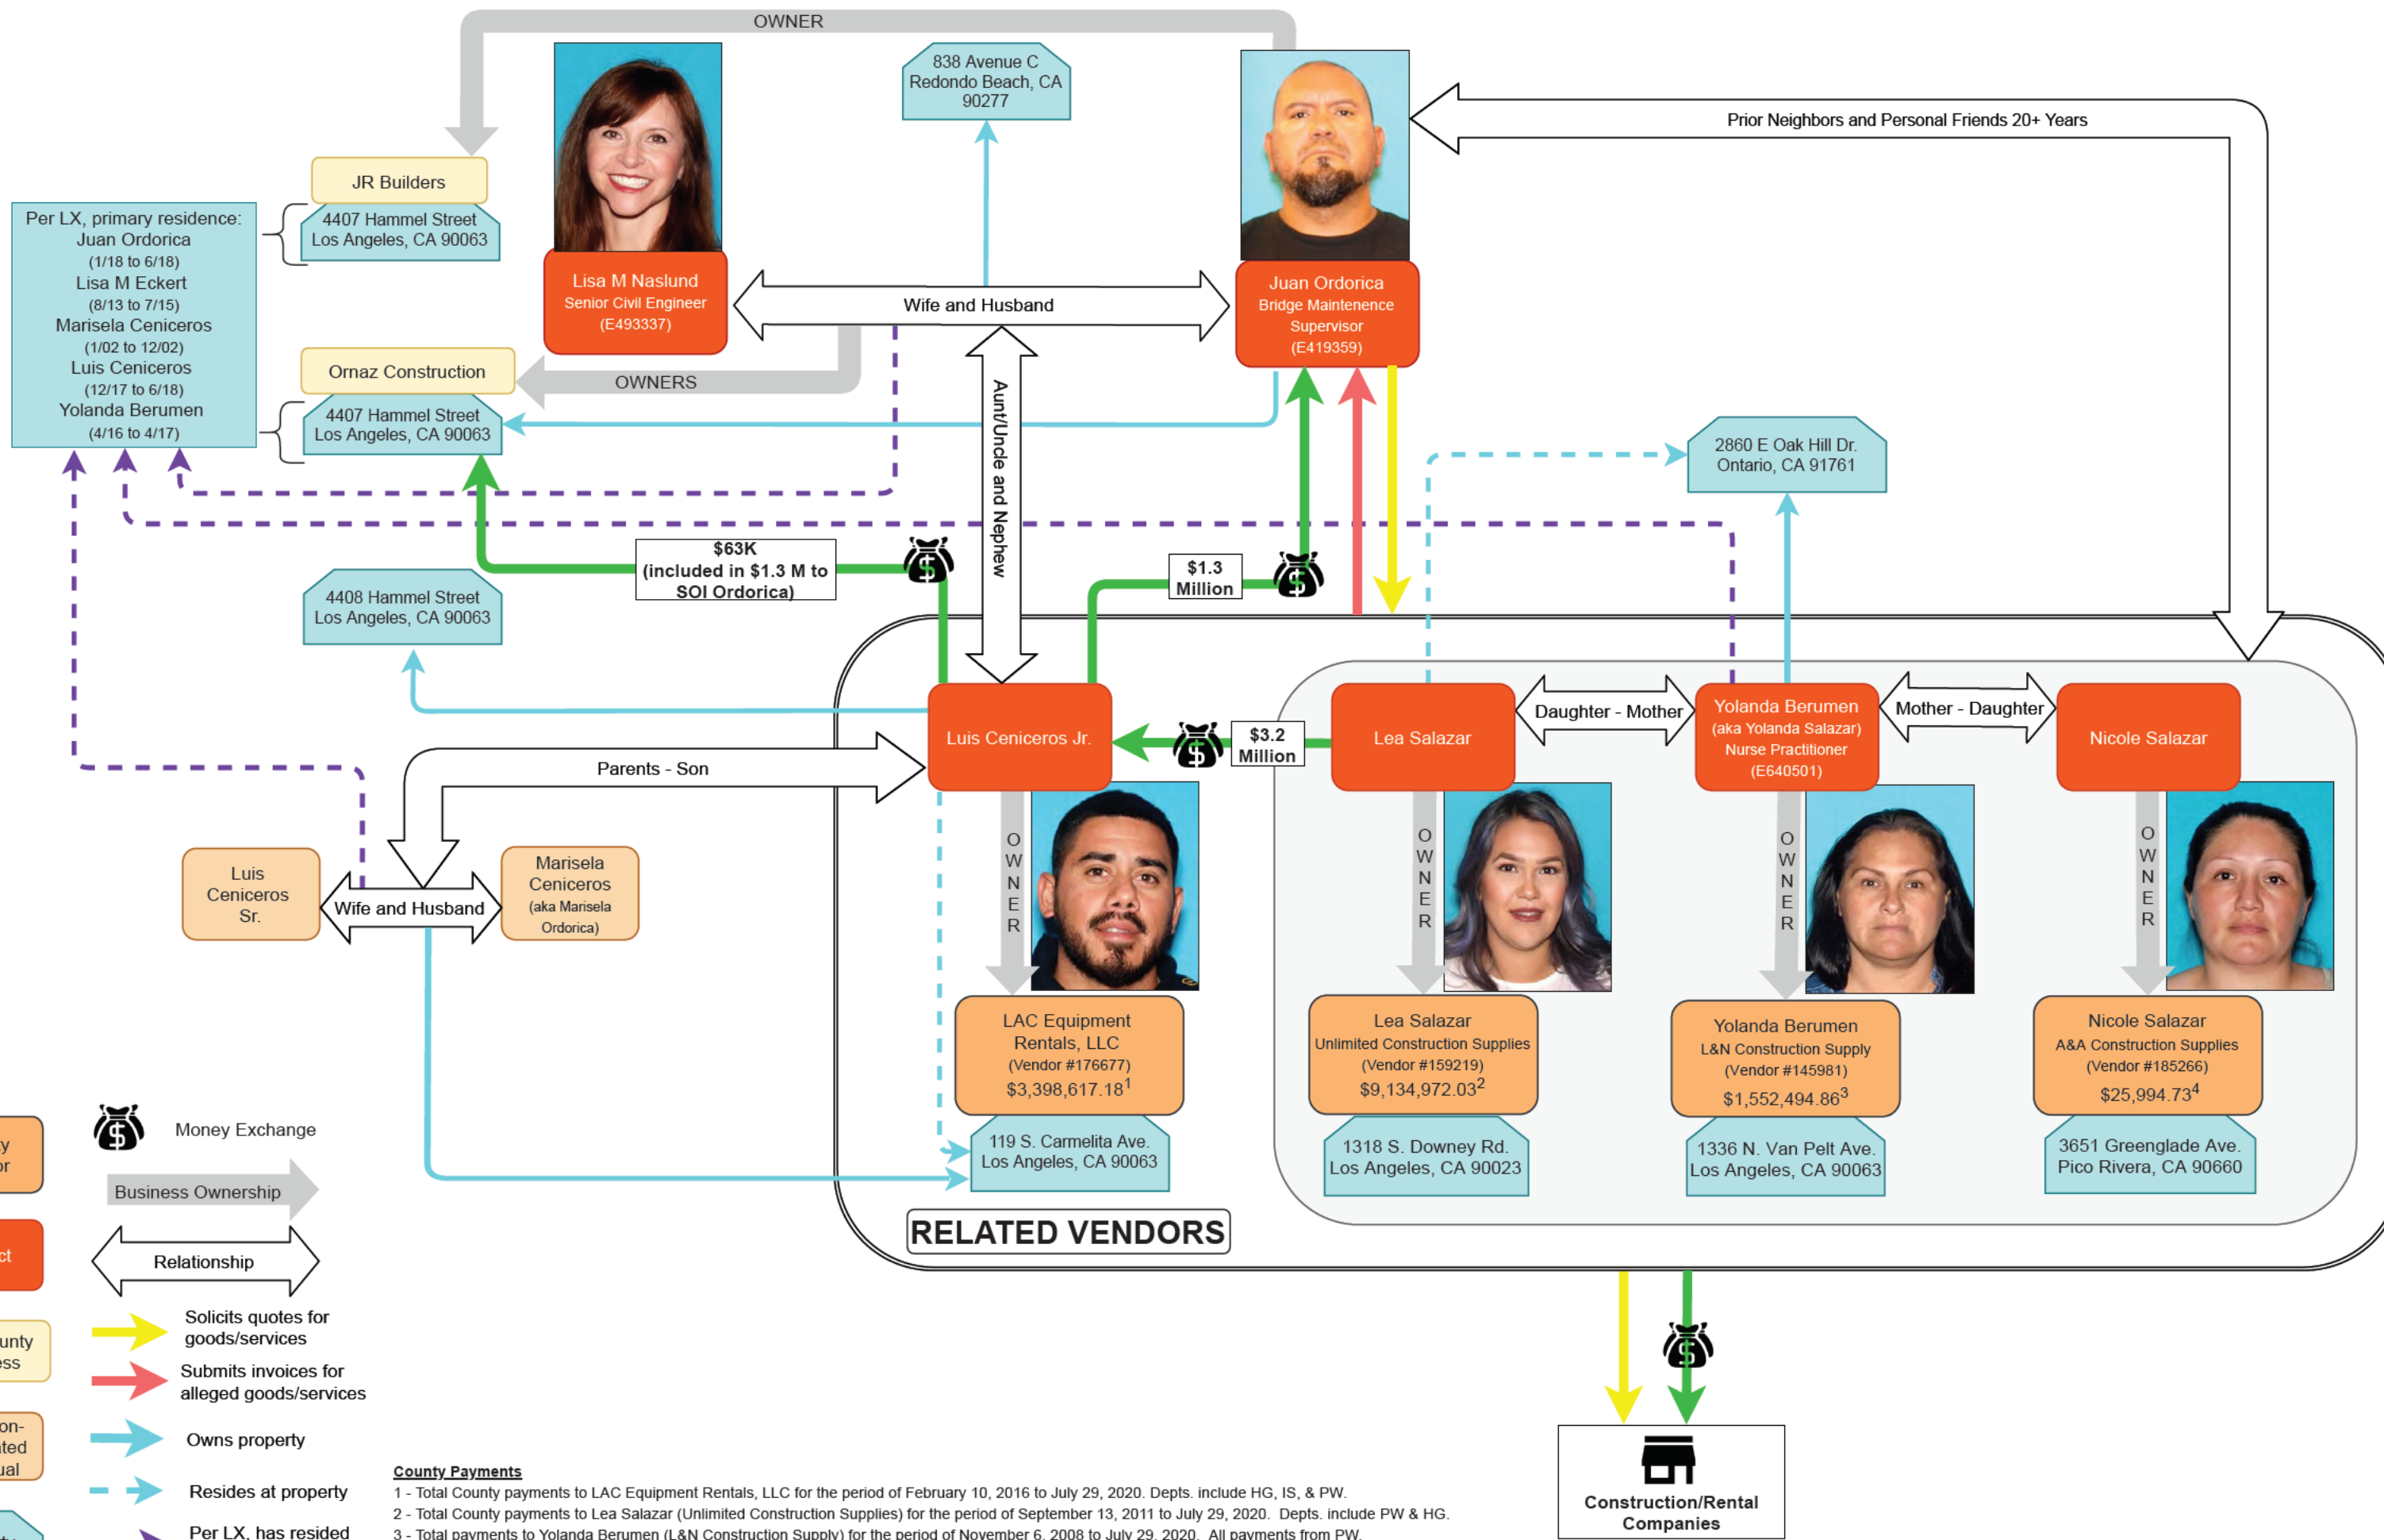 OWNER
838 Avenue C
Redondo Beach, CA
90277
Prior Neighbors and Personal Friends 20+ Years
JR Builders
4407 Hammel Street
Los Angeles, CA 90063
Per LX, primary residence:
Juan Ordorica
(1/18 to 6/18)
Lisa M Eckert
(8/13 to 7/15)
Marisela Ceniceros
(1/02 to 12/02)
Luis Ceniceros
(12/17 to 6/18)
Yolanda Berumen
(4/16 to 4/17)
Lisa M Naslund
Senior Civil Engineer
(E493337)
Wife and Husband
Juan Ordorica
Bridge Maintenence
Supervisor
(E419359)
Ornaz Construction
OWNERS
4407 Hammel Street
Los Angeles, CA 90063
Aunt/Uncle and Nephew
2860 E Oak Hill Dr.
Ontario, CA 91761
$63K
(included in $1.3 M to
SOI Ordorica)
$1.3
Million
4408 Hammel Street
Los Angeles, CA 90063
Luis Ceniceros Jr.
$3.2
Million
Lea Salazar
Daughter - Mother
Yolanda Berumen
(aka Yolanda Salazar)
Nurse Practitioner
(E640501)
Mother - Daughter
Nicole Salazar
Parents - Son
Luis
Ceniceros
Sr.
Wife and Husband
Marisela
Ceniceros
(aka Marisela
Ordorica)
OWNER
OWNER
OWNER
OWNER
LAC Equipment
Rentals, LLC
(Vendor #176677)
$3,398,617.18¹
119 S. Carmelita Ave.
Los Angeles, CA 90063
Lea Salazar
Unlimited Construction Supplies
(Vendor #159219)
$9,134,972.03²
1318 S. Downey Rd.
Los Angeles, CA 90023
Yolanda Berumen
L&N Construction Supply
(Vendor #145981)
$1,552,494.86³
1336 N. Van Pelt Ave.
Los Angeles, CA 90063
Nicole Salazar
A&A Construction Supplies
(Vendor #185266)
$25,994.73⁴
3651 Greenglade Ave.
Pico Rivera, CA 90660
RELATED VENDORS
Money Exchange
Business Ownership
Relationship
Solicits quotes for
goods/services
Submits invoices for
alleged goods/services
Owns property
Resides at property
Per LX, has resided
Construction/Rental
Companies
County Payments
1 - Total County payments to LAC Equipment Rentals, LLC for the period of February 10, 2016 to July 29, 2020. Depts. include HG, IS, & PW.
2 - Total County payments to Lea Salazar (Unlimited Construction Supplies) for the period of September 13, 2011 to July 29, 2020. Depts. include PW & HG.
3 - Total payments to Yolanda Berumen (L&N Construction Supply) for the period of November 6, 2008 to July 29, 2020. All payments from PW.